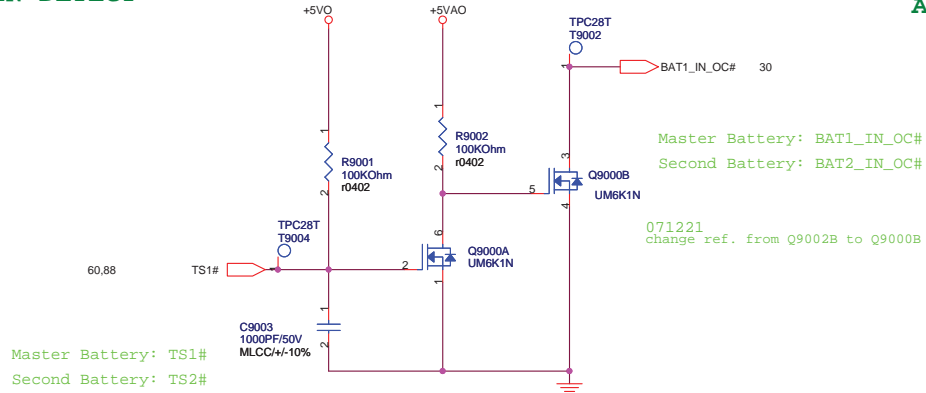 +5VO
+5VAO
TPC28T
T9002
A
1
BAT1_IN_OC# 30
1
R9001
100KOhm
r0402
2
1
R9002
100KOhm
r0402
2
Master Battery: BAT1_IN_OC#
Second Battery: BAT2_IN_OC#
3
5
Q9000B
UM6K1N
4
071221
change ref. from Q9002B to Q9000B
TPC28T
T9004
6
Q9000A
UM6K1N
2
1
60,88 TS1#
1
C9003
1000PF/50V
MLCC/+/-10%
1
2
Master Battery: TS1#
Second Battery: TS2#